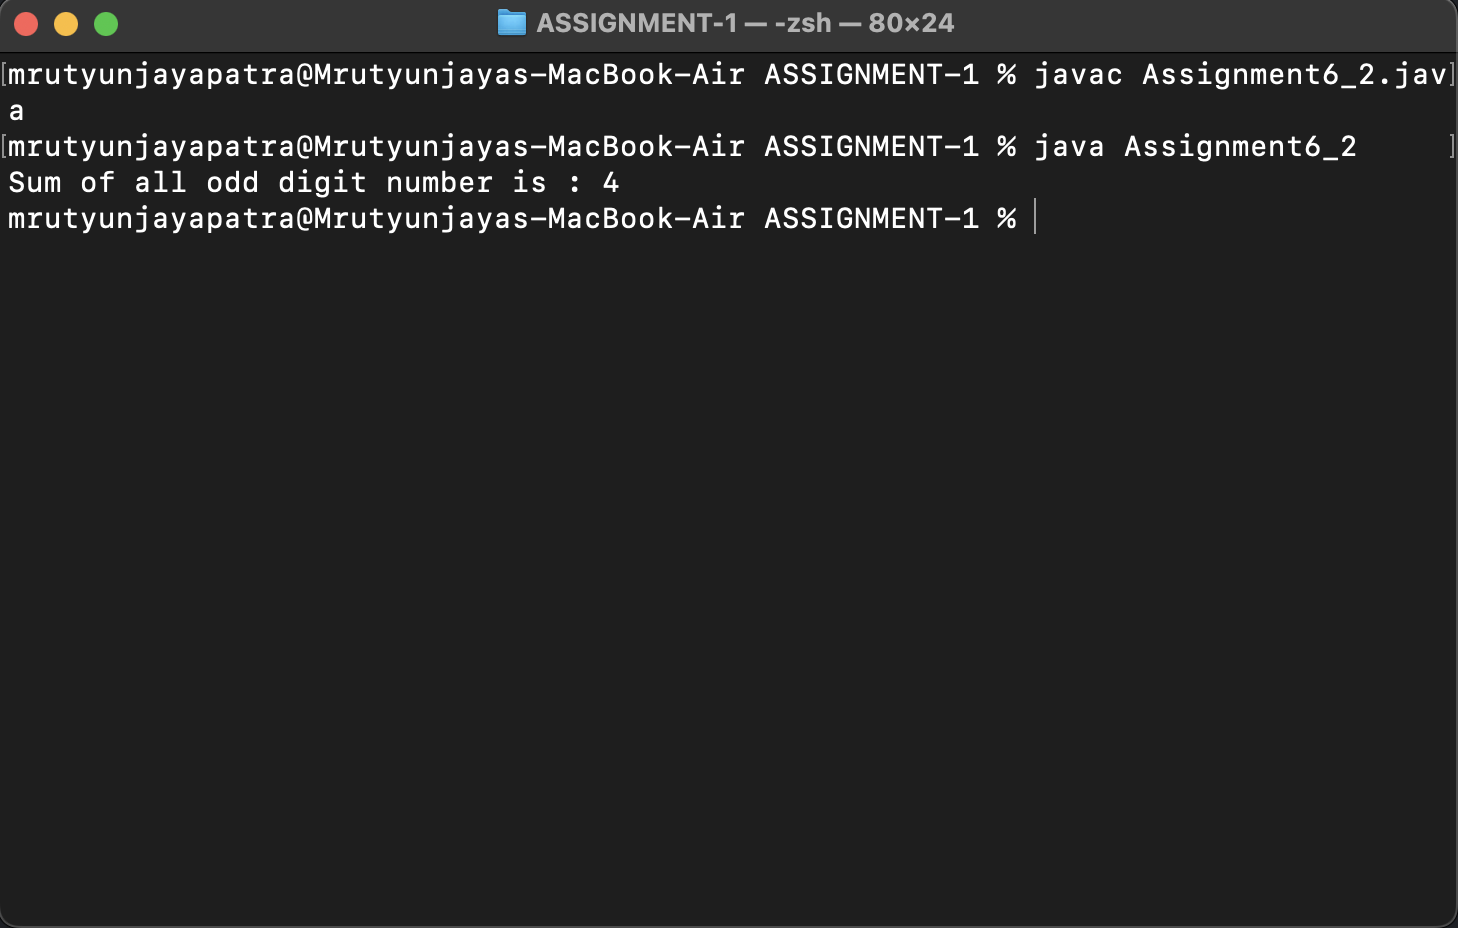 ASSIGNMENT-1 — -zsh — 80×24
[mrutyunjayapatra@Mrutyunjayas-MacBook-Air ASSIGNMENT-1 % javac Assignment6_2.jav]
a
[mrutyunjayapatra@Mrutyunjayas-MacBook-Air ASSIGNMENT-1 % java Assignment6_2 ]
Sum of all odd digit number is : 4
mrutyunjayapatra@Mrutyunjayas-MacBook-Air ASSIGNMENT-1 %